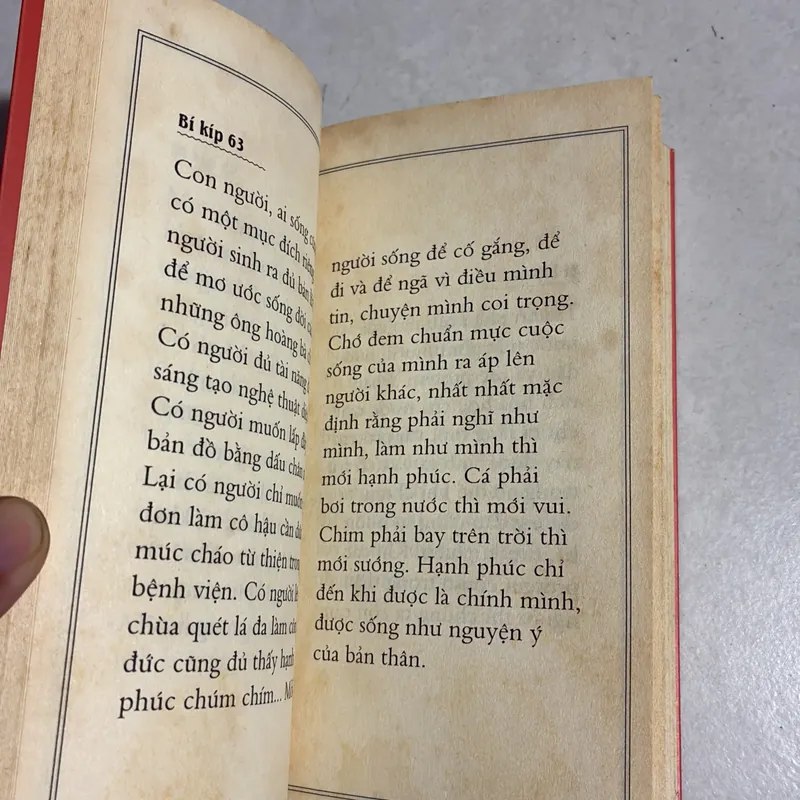 Bí kíp 63
Con người, ai sống
có một mục đích riêng
người sinh ra đủ bản
để mơ ước sống đời
những ông hoàng bà
Có người đủ tài năng
sáng tạo nghệ thuật
Có người muốn lấp
bản đồ bằng dấu chân
Lại có người chỉ muốn
đơn làm cô hậu cần
múc cháo từ thiện trong
bệnh viện. Có người
chùa quét lá đa làm
đức cũng đủ thấy hạnh
phúc chúm chím...
người sống để cố gắng, để
đi và để ngã vì điều mình
tin, chuyện mình coi trọng.
Chớ đem chuẩn mực cuộc
sống của mình ra áp lên
người khác, nhất nhất mặc
định rằng phải nghĩ như
mình, làm như mình thì
mới hạnh phúc. Cá phải
bơi trong nước thì mới vui.
Chim phải bay trên trời thì
mới sướng. Hạnh phúc chỉ
đến khi được là chính mình,
được sống như nguyện ý
của bản thân.